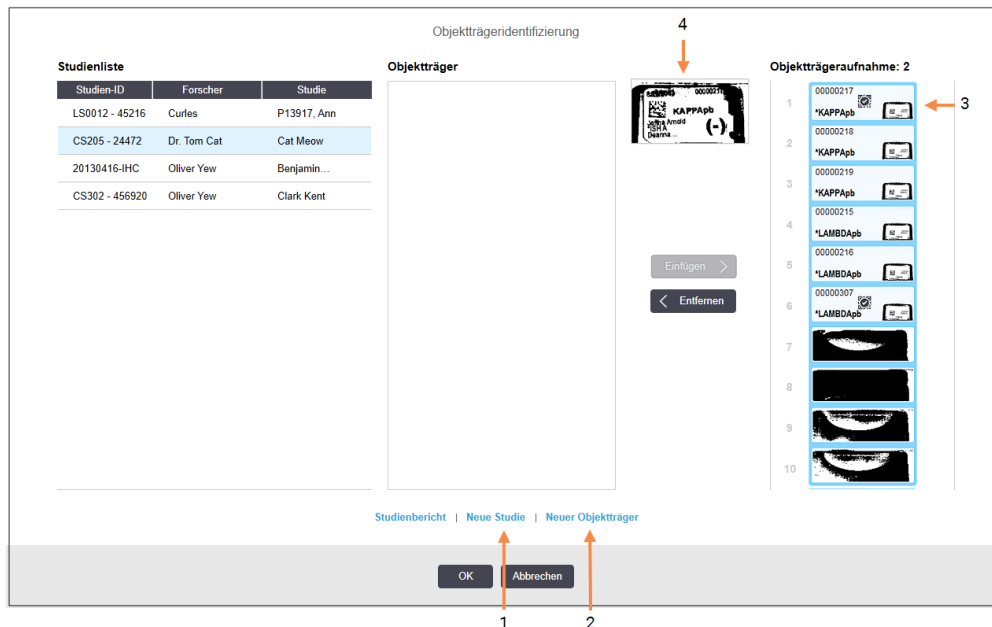 4
Objektträgeridentifizierung
Studienliste
Studien-ID Forscher Studie
LS0012 - 45216 Curles P13917, Ann
CS205 - 24472 Dr. Tom Cat Cat Meow
20130416-IHC Oliver Yew Benjamin...
CS302 - 456920 Oliver Yew Clark Kent
Objektträger
KAPPApb
Arnold
*ISH A
Deanna...
(-)
Einfügen
Entfernen
Objektträgeraufnahme: 2
1 00000217
*KAPPApb
3
2 00000218
*KAPPApb
3 00000219
*KAPPApb
4 00000215
*LAMBDApb
5 00000216
*LAMBDApb
6 00000307
*LAMBDApb
7
8
9
10
Studienbericht | Neue Studie | Neuer Objektträger
OK Abbrechen
1 2